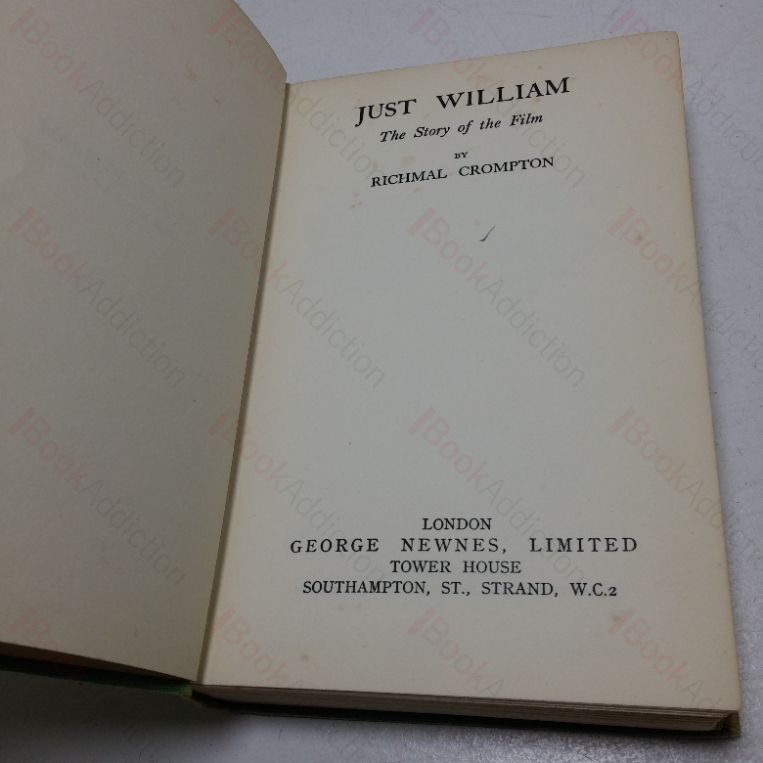 JUST WILLIAM
The Story of the Film
BY
RICHMAL CROMPTON
LONDON
GEORGE NEWNES, LIMITED
TOWER HOUSE
SOUTHAMPTON, ST., STRAND, W.C.2
BookAddiction